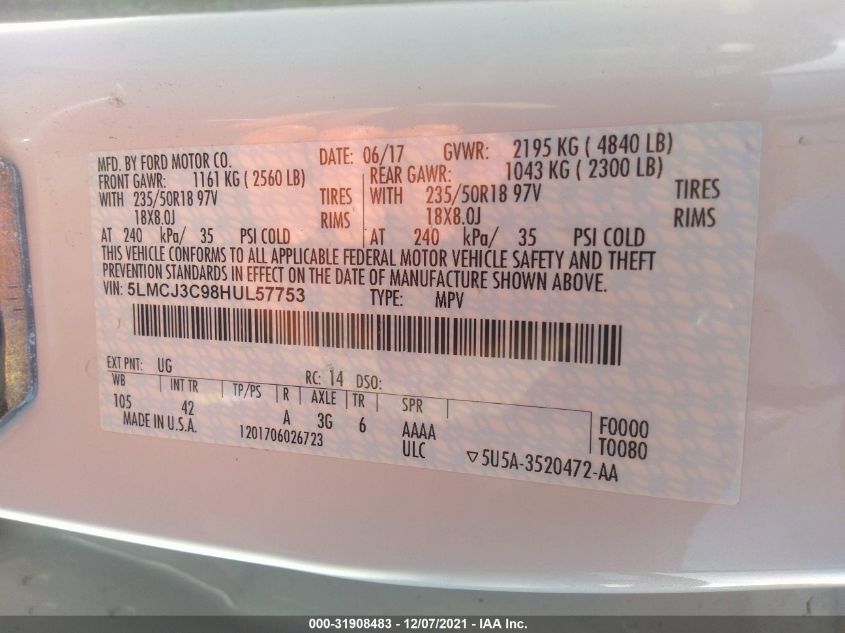 MFD. BY FORD MOTOR CO. DATE: 06/17 GVWR: 2195 KG ( 4840 LB)
FRONT GAWR: 1161 KG ( 2560 LB) REAR GAWR: 1043 KG ( 2300 LB)
WITH 235/50R18 97V TIRES WITH 235/50R18 97V TIRES
18X8.0J RIMS 18X8.0J RIMS
AT 240 kPa/ 35 PSI COLD AT 240 kPa/ 35 PSI COLD
THIS VEHICLE CONFORMS TO ALL APPLICABLE FEDERAL MOTOR VEHICLE SAFETY AND THEFT
PREVENTION STANDARDS IN EFFECT ON THE DATE OF MANUFACTURE SHOWN ABOVE.
VIN: 5LMCJ3C98HUL57753 TYPE: MPV
EXT PNT: UG RC: 14 DSO:
WB INT TR TP/PS R AXLE TR SPR
105 42 A 3G 6 AAAA F0000
MADE IN U.S.A. 1201706026723 ULC T0080
▽5U5A-3520472-AA
000-31908483 - 12/07/2021 - IAA Inc.